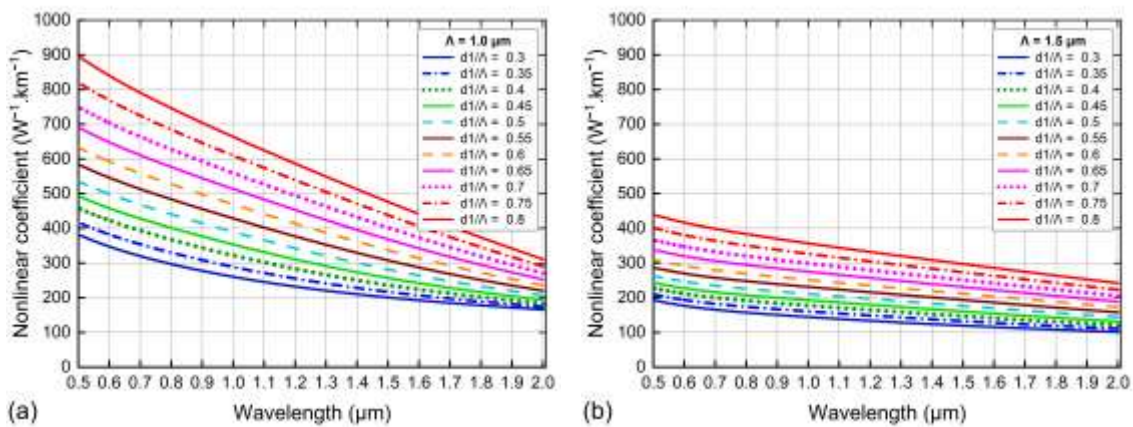 1000
900
800
700
600
500
400
300
200
100
0
Nonlinear coefficient (W⁻¹.km⁻¹)
Λ = 1.0 µm
d1/Λ = 0.3
d1/Λ = 0.35
d1/Λ = 0.4
d1/Λ = 0.45
d1/Λ = 0.5
d1/Λ = 0.55
d1/Λ = 0.6
d1/Λ = 0.65
d1/Λ = 0.7
d1/Λ = 0.75
d1/Λ = 0.8
0.5 0.6 0.7 0.8 0.9 1.0 1.1 1.2 1.3 1.4 1.5 1.6 1.7 1.8 1.9 2.0
(a) Wavelength (µm)
1000
900
800
700
600
500
400
300
200
100
0
Nonlinear coefficient (W⁻¹.km⁻¹)
Λ = 1.5 µm
d1/Λ = 0.3
d1/Λ = 0.35
d1/Λ = 0.4
d1/Λ = 0.45
d1/Λ = 0.5
d1/Λ = 0.55
d1/Λ = 0.6
d1/Λ = 0.65
d1/Λ = 0.7
d1/Λ = 0.75
d1/Λ = 0.8
0.5 0.6 0.7 0.8 0.9 1.0 1.1 1.2 1.3 1.4 1.5 1.6 1.7 1.8 1.9 2.0
(b) Wavelength (µm)